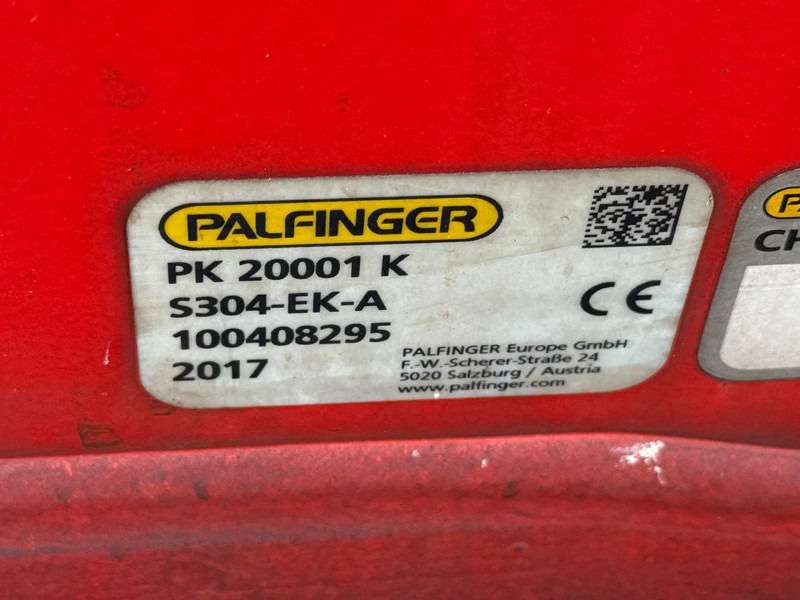 PALFINGER
PK 20001 K
S304-EK-A
100408295
2017
CE
PALFINGER Europe GmbH
F.-W.-Scherer-Straße 24
5020 Salzburg / Austria
www.palfinger.com